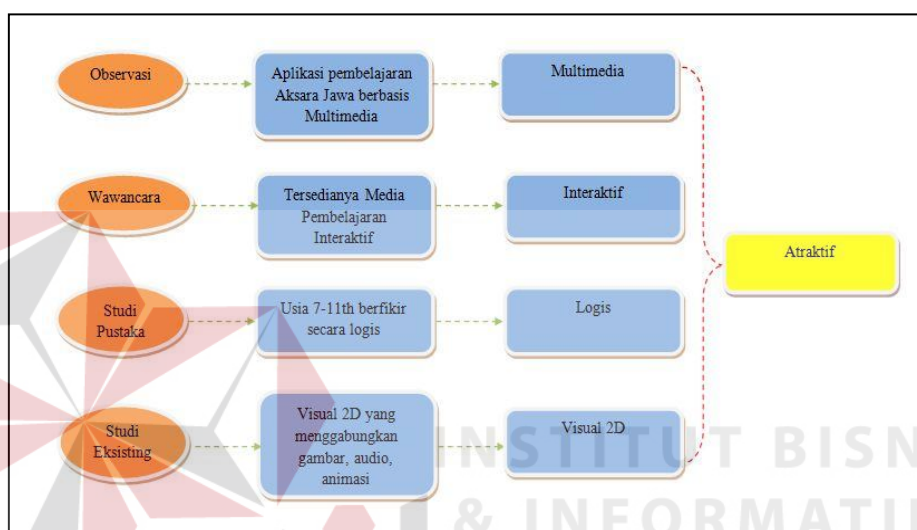 Observasi
Aplikasi pembelajaran
Aksara Jawa berbasis
Multimedia
Multimedia
Wawancara
Tersedianya Media
Pembelajaran
Interaktif
Interaktif
Atraktif
Studi
Pustaka
Usia 7-11th berfikir
secara logis
Logis
Studi
Eksisting
Visual 2D yang
menggabungkan
gambar, audio,
animasi
Visual 2D
INSTITUT BISN
& INFORMATI